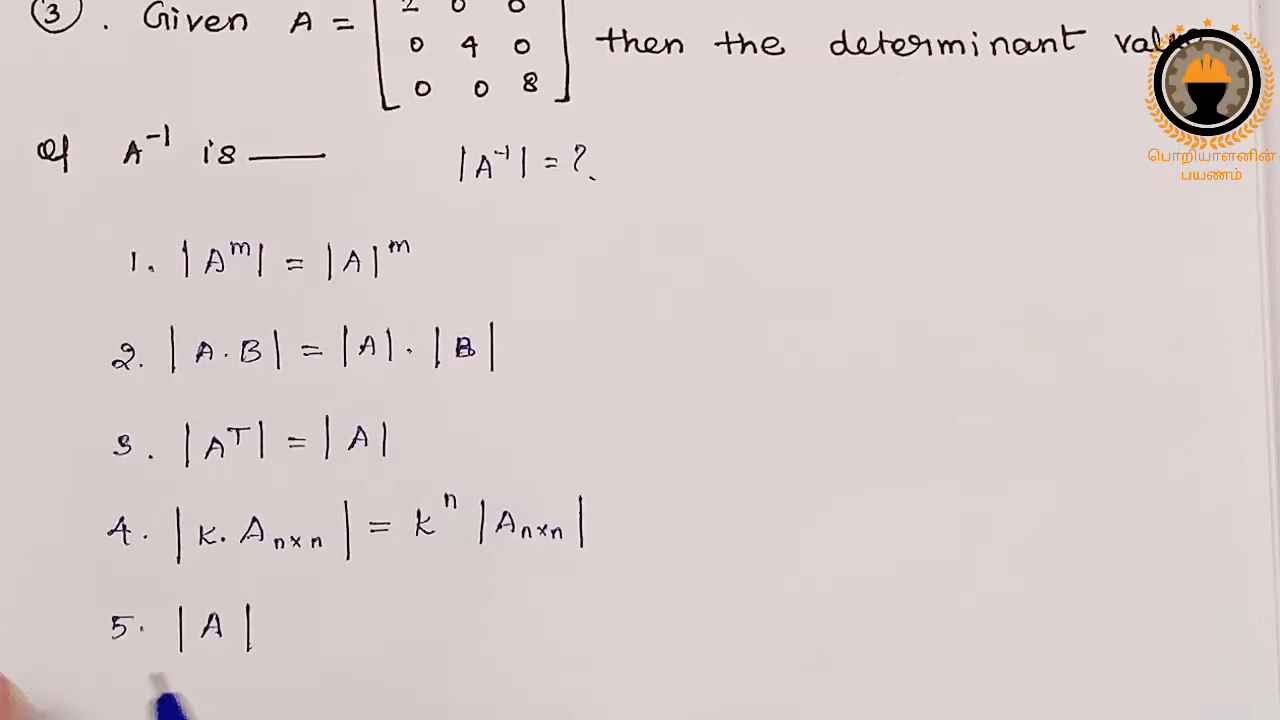 3 . Given A = [ 2 0 0
0 4 0 then the determinant value
0 0 8 ]
of A⁻¹ is —— |A⁻¹| = ?.
பொறியாளனின்
பயணம்
1. |Aᵐ| = |A|ᵐ
2. |A.B| = |A|.|B|
3. |Aᵀ| = |A|
4. |K. Aₙₓₙ| = Kⁿ |Aₙₓₙ|
5. |A|